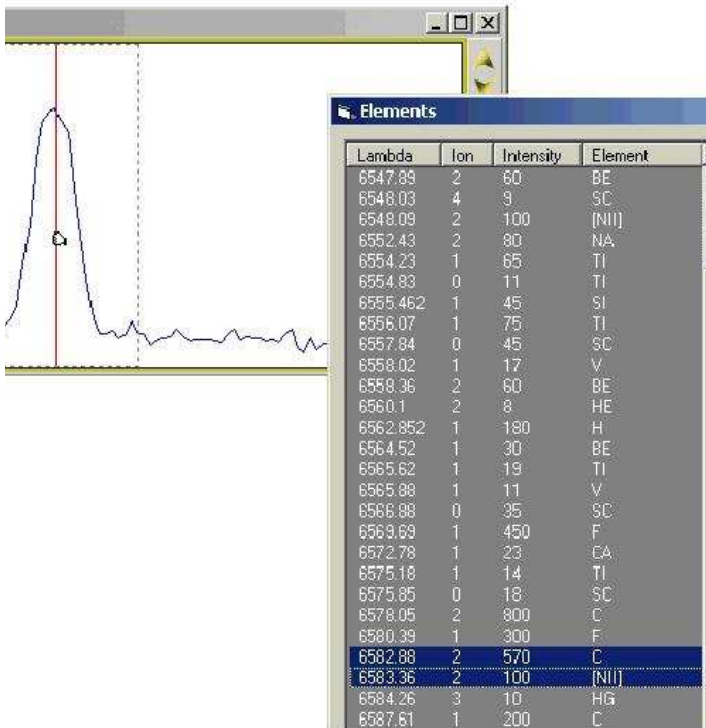 Elements
Lambda Ion Intensity Element
6547.89 2 60 BE
6548.03 4 9 SC
6548.09 2 100 [NII]
6552.43 2 80 NA
6554.23 1 65 TI
6554.83 0 11 TI
6555.462 1 45 SI
6556.07 1 75 TI
6557.84 0 45 SC
6558.02 1 17 V
6558.36 2 60 BE
6560.1 2 8 HE
6562.852 1 180 H
6564.52 1 30 BE
6565.62 1 19 TI
6565.88 1 11 V
6566.88 0 35 SC
6569.69 1 450 F
6572.78 1 23 CA
6575.18 1 14 TI
6575.85 0 18 SC
6578.05 2 800 C
6580.39 1 300 F
6582.88 2 570 C
6583.36 2 100 [NII]
6584.26 3 10 HG
6587.61 1 200 C